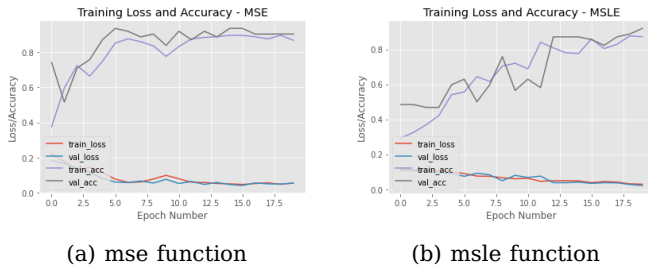 Training Loss and Accuracy - MSE
Loss/Accuracy
0.8
0.6
0.4
0.2
0.0
train_loss
val_loss
train_acc
val_acc
0.0 2.5 5.0 7.5 10.0 12.5 15.0 17.5
Epoch Number
(a) mse function
Training Loss and Accuracy - MSLE
Loss/Accuracy
0.8
0.6
0.4
0.2
0.0
train_loss
val_loss
train_acc
val_acc
0.0 2.5 5.0 7.5 10.0 12.5 15.0 17.5
Epoch Number
(b) msle function